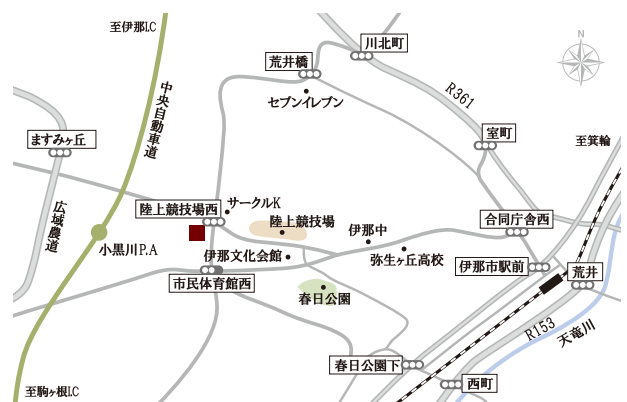 至伊那I.C
川北町
N
荒井橋
セブンイレブン
R361
中央自動車道
ますみヶ丘
室町
至箕輪
広域農道
サークルK
陸上競技場西
陸上競技場
合同庁舎西
伊那中
小黒川P.A
伊那文化会館
弥生ヶ丘高校
伊那市駅前
荒井
市民体育館西
春日公園
R153
天竜川
春日公園下
西町
至駒ヶ根I.C